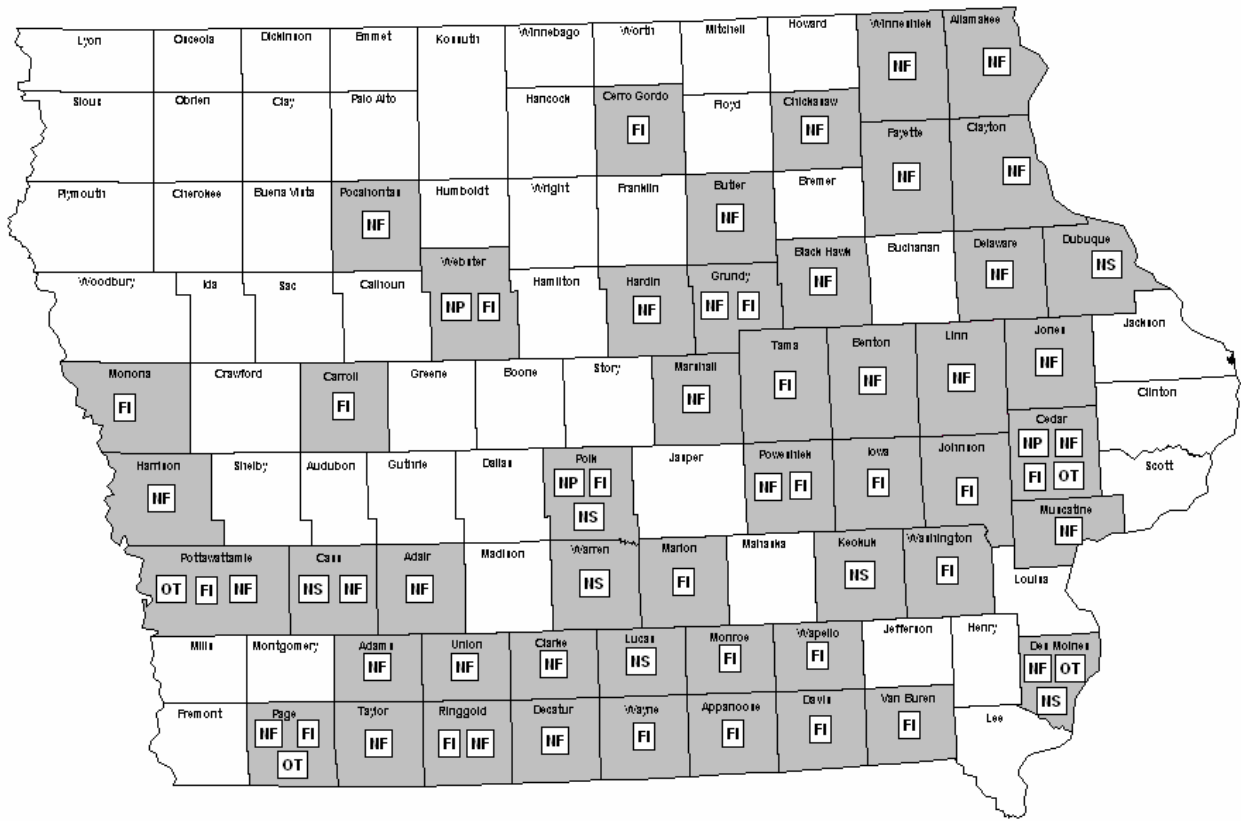 Lyon Osceola Dickinson Emmet Kossuth Winnebago Worth Mitchell Howard Winneshiek Allamakee
NF NF
Sioux Obrien Clay Palo Alto Hancock Cerro Gordo Floyd Chickasaw
FI NF
Fayette Clayton
NF NF
Plymouth Cherokee Buena Vista Pocahontas Humboldt Wright Franklin Butler Bremer
NF NF
Webster Black Hawk Buchanan Delaware Dubuque
NP FI NF NF NS
Woodbury Ida Sac Calhoun Hamilton Hardin Grundy
NF NF FI
Tama Benton Linn Jones Jackson
FI NF NF NF
Monona Crawford Carroll Greene Boone Story Marshall
FI FI NF
Clinton
Cedar
NP NF
FI OT
Harrison Shelby Audubon Guthrie Dallas Polk Jasper Poweshiek Iowa Johnson Scott
NF NP FI NF FI FI FI
NS
Muscatine
NF
Pottawattamie Cass Adair Madison Warren Marion Mahaska Keokuk Washington
OT FI NF NS NF NF NS FI NS FI
Louisa
Mills Montgomery Adams Union Clarke Lucas Monroe Wapello Jefferson Henry Des Moines
NF NF NF NS FI FI NF OT
NS
Fremont Page Taylor Ringgold Decatur Wayne Appanoose Davis Van Buren Lee
NF FI NF FI NF NF FI FI FI FI
OT